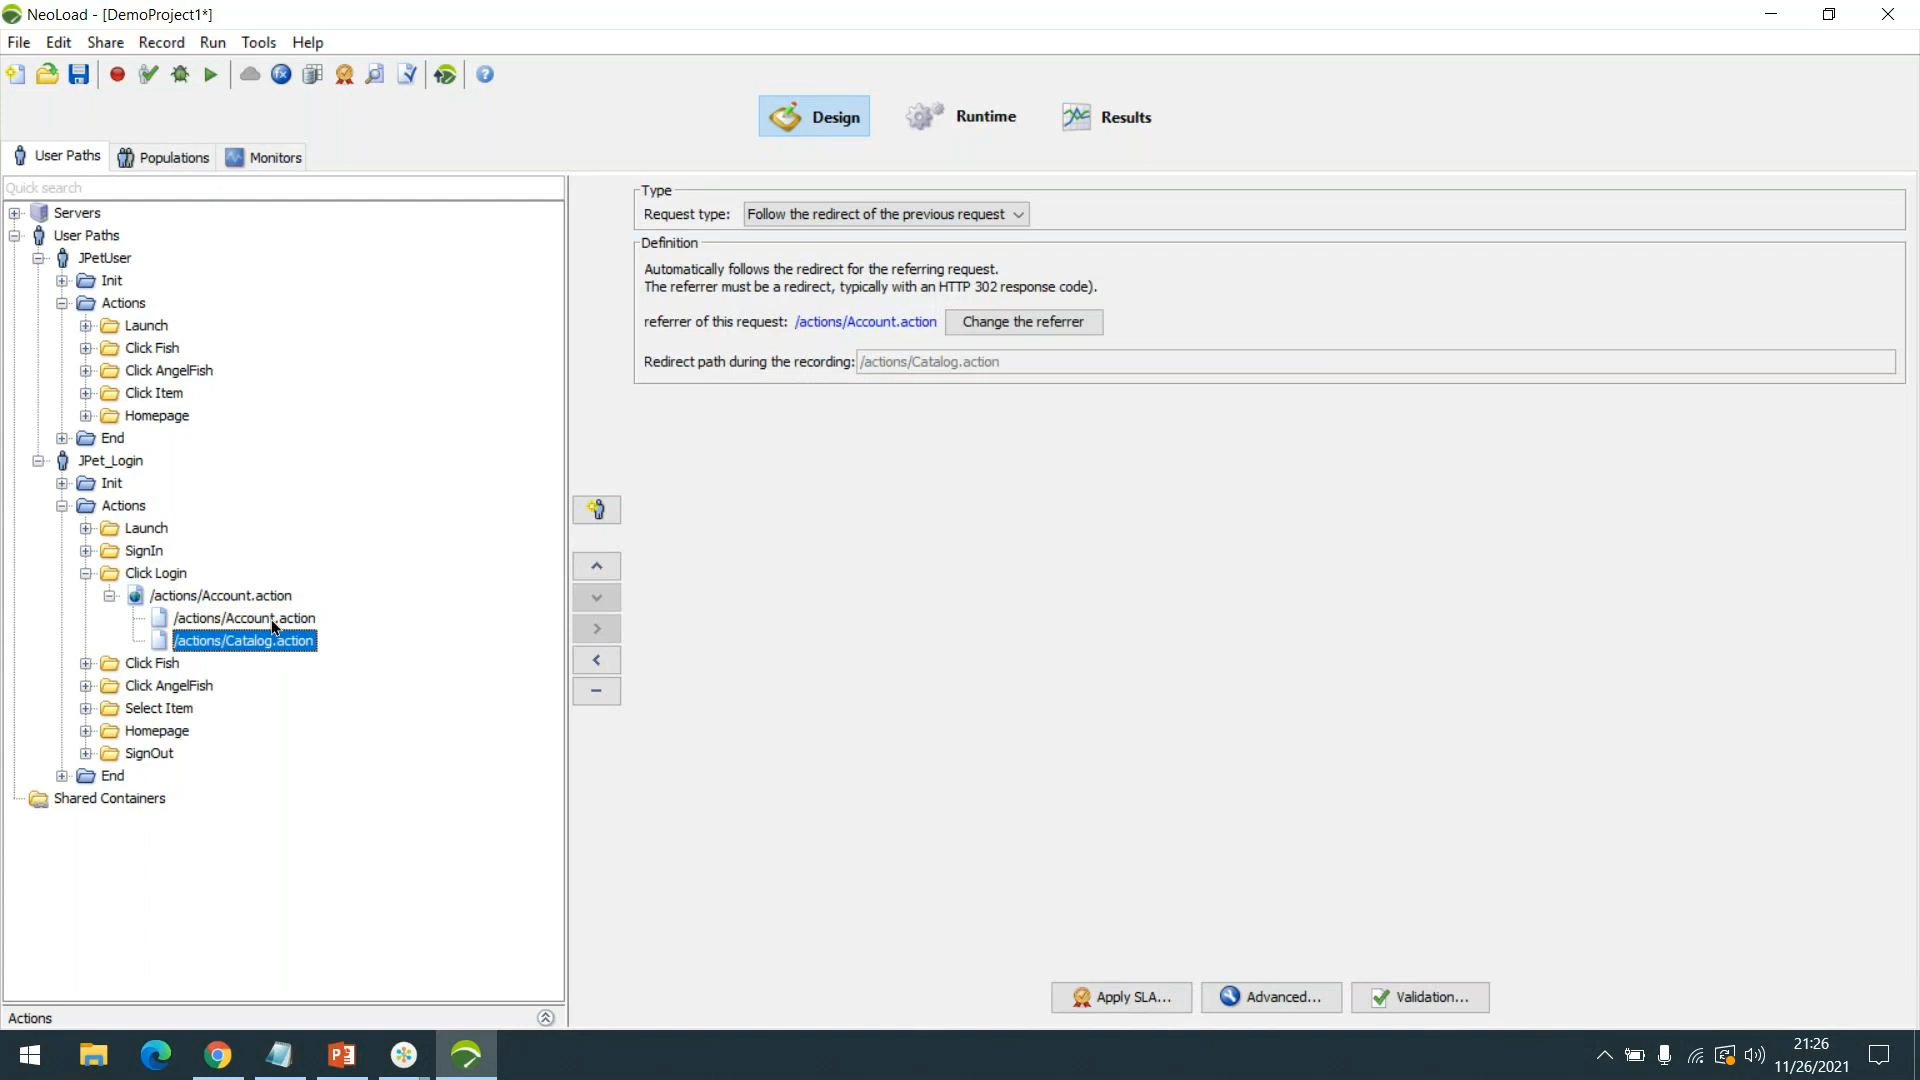 NeoLoad - [DemoProject1*]
File Edit Share Record Run Tools Help
Design Runtime Results
User Paths Populations Monitors
Quick search
Servers
User Paths
JPetUser
Init
Actions
Launch
Click Fish
Click AngelFish
Click Item
Homepage
End
JPet_Login
Init
Actions
Launch
SignIn
Click Login
/actions/Account.action
/actions/Account.action
/actions/Catalog.action
Click Fish
Click AngelFish
Select Item
Homepage
SignOut
End
Shared Containers
Actions
Type
Request type: Follow the redirect of the previous request
Definition
Automatically follows the redirect for the referring request.
The referrer must be a redirect, typically with an HTTP 302 response code).
referrer of this request: /actions/Account.action Change the referrer
Redirect path during the recording: /actions/Catalog.action
Apply SLA... Advanced... Validation...
21:26
11/26/2021